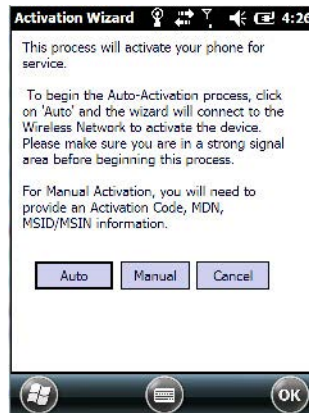 Activation Wizard 4:26
This process will activate your phone for
service.
To begin the Auto-Activation process, click
on 'Auto' and the wizard will connect to the
Wireless Network to activate the device.
Please make sure you are in a strong signal
area before beginning this process.
For Manual Activation, you will need to
provide an Activation Code, MDN,
MSID/MSIN information.
Auto Manual Cancel
OK